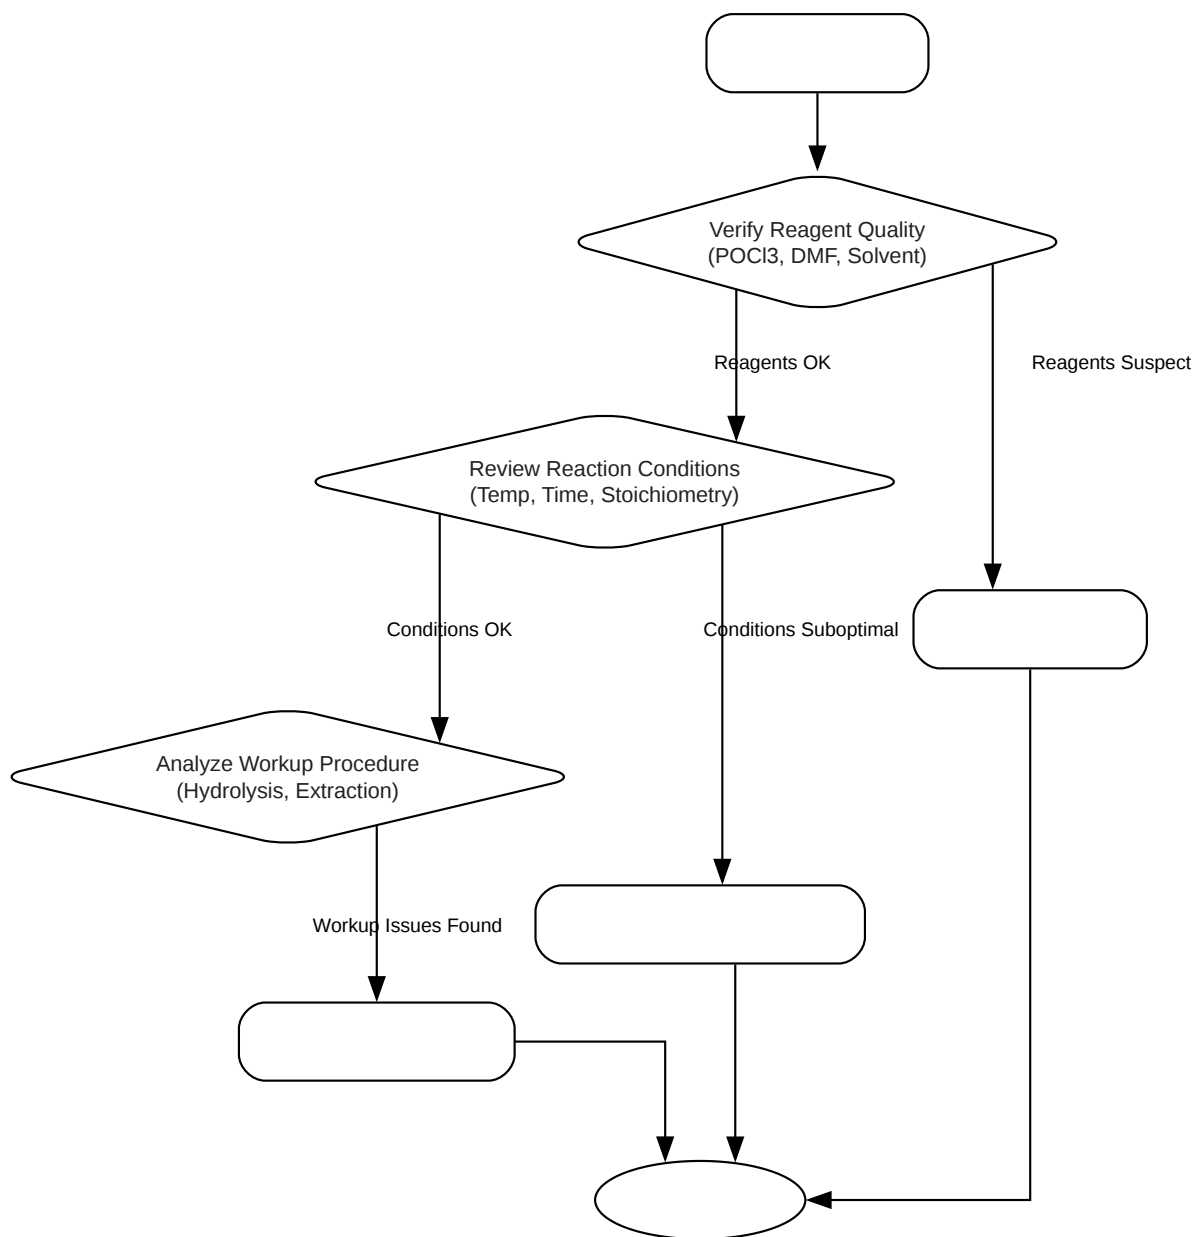 Verify Reagent Quality
(POCl3, DMF, Solvent)
Reagents OK
Reagents Suspect
Review Reaction Conditions
(Temp, Time, Stoichiometry)
Conditions OK
Conditions Suboptimal
Analyze Workup Procedure
(Hydrolysis, Extraction)
Workup Issues Found